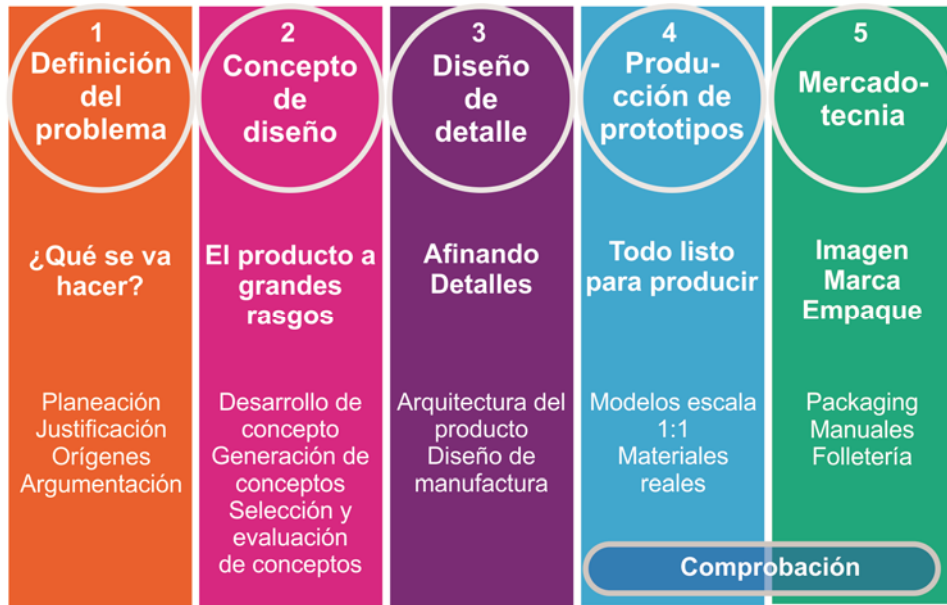 1
Definición
del
problema
¿Qué se va
hacer?
Planeación
Justificación
Orígenes
Argumentación
2
Concepto
de
diseño
El producto a
grandes
rasgos
Desarrollo de
concepto
Generación de
conceptos
Selección y
evaluación
de conceptos
3
Diseño
de
detalle
Afinando
Detalles
Arquitectura del
producto
Diseño de
manufactura
4
Produ-
cción de
prototipos
Todo listo
para producir
Modelos escala
1:1
Materiales
reales
5
Mercado-
tecnia
Imagen
Marca
Empaque
Packaging
Manuales
Folletería
Comprobación